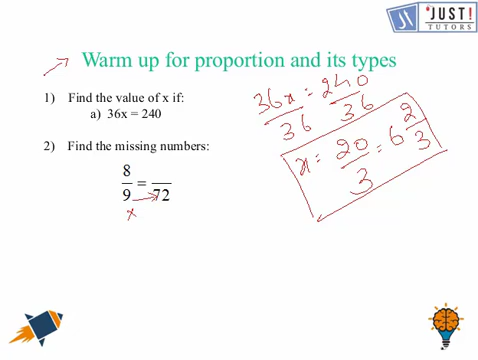 JI 'JUST!
TUTORS
Warm up for proportion and its types
1) Find the value of x if:
a) 36x = 240
2) Find the missing numbers:
8/9 = /72
x
36x/36 = 240/36
x = 20/3 = 6 2/3